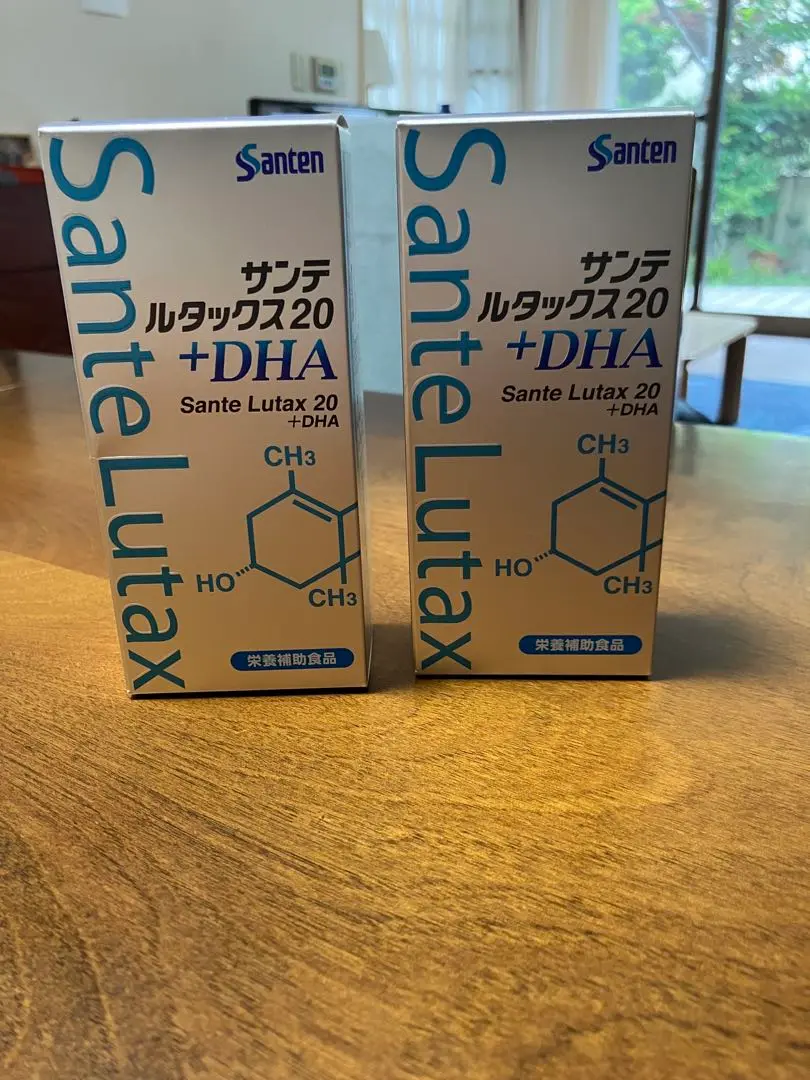 Sante Lutax
Santen
サンテ
ルタックス20
+DHA
Sante Lutax 20
+DHA
CH3
HO
CH3
栄養補助食品
Sante Lutax
Santen
サンテ
ルタックス20
+DHA
Sante Lutax 20
+DHA
CH3
HO
CH3
栄養補助食品